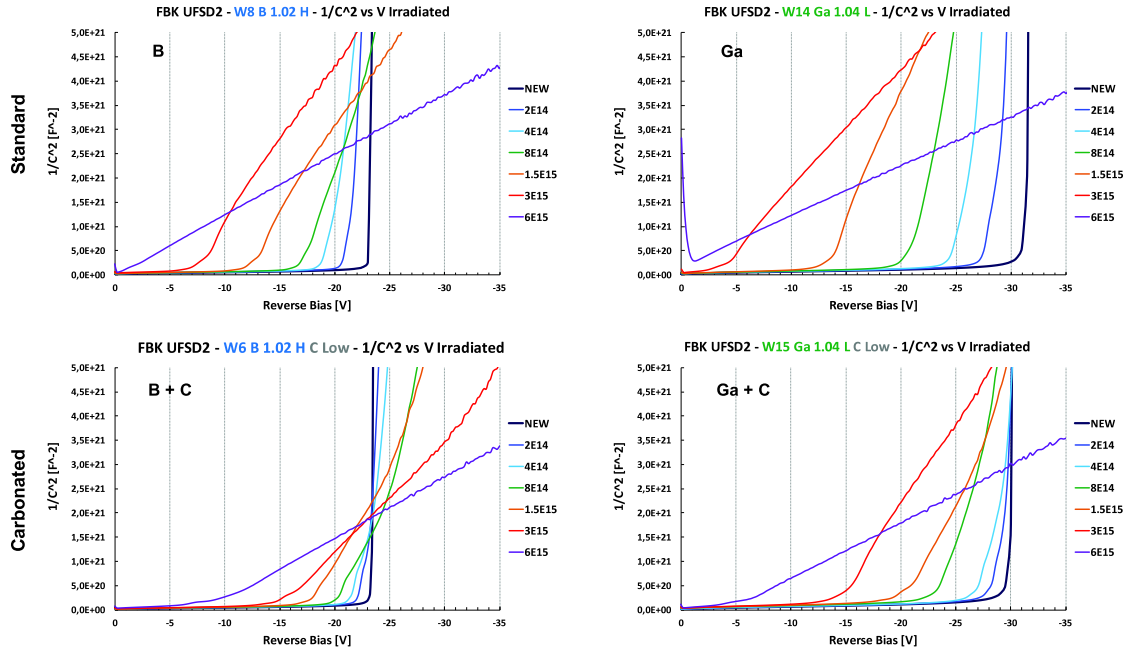 FBK UFSD2 - W8 B 1.02 H - 1/C^2 vs V Irradiated
B
Standard
1/C^2 [F^-2]
5,0E+21
4,5E+21
4,0E+21
3,5E+21
3,0E+21
2,5E+21
2,0E+21
1,5E+21
1,0E+21
5,0E+20
0,0E+00
0 -5 -10 -15 -20 -25 -30 -35
Reverse Bias [V]
NEW
2E14
4E14
8E14
1.5E15
3E15
6E15
FBK UFSD2 - W14 Ga 1.04 L - 1/C^2 vs V Irradiated
Ga
1/C^2 [F^-2]
5,0E+21
4,5E+21
4,0E+21
3,5E+21
3,0E+21
2,5E+21
2,0E+21
1,5E+21
1,0E+21
5,0E+20
0,0E+00
0 -5 -10 -15 -20 -25 -30 -35
Reverse Bias [V]
NEW
2E14
4E14
8E14
1.5E15
3E15
6E15
FBK UFSD2 - W6 B 1.02 H C Low - 1/C^2 vs V Irradiated
B + C
Carbonated
1/C^2 [F^-2]
5,0E+21
4,5E+21
4,0E+21
3,5E+21
3,0E+21
2,5E+21
2,0E+21
1,5E+21
1,0E+21
5,0E+20
0,0E+00
0 -5 -10 -15 -20 -25 -30 -35
Reverse Bias [V]
NEW
2E14
4E14
8E14
1.5E15
3E15
6E15
FBK UFSD2 - W15 Ga 1.04 L C Low - 1/C^2 vs V Irradiated
Ga + C
1/C^2 [F^-2]
5,0E+21
4,5E+21
4,0E+21
3,5E+21
3,0E+21
2,5E+21
2,0E+21
1,5E+21
1,0E+21
5,0E+20
0,0E+00
0 -5 -10 -15 -20 -25 -30 -35
Reverse Bias [V]
NEW
2E14
4E14
8E14
1.5E15
3E15
6E15